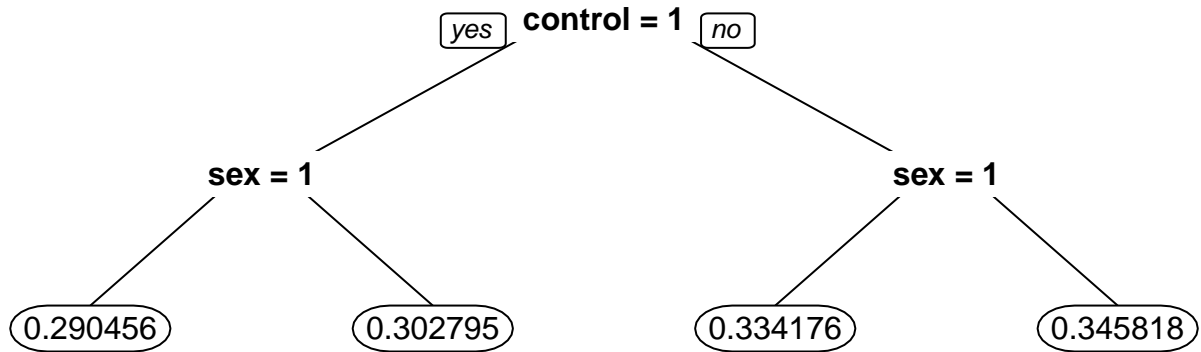 yes control = 1 no
sex = 1 sex = 1
0.290456 0.302795 0.334176 0.345818